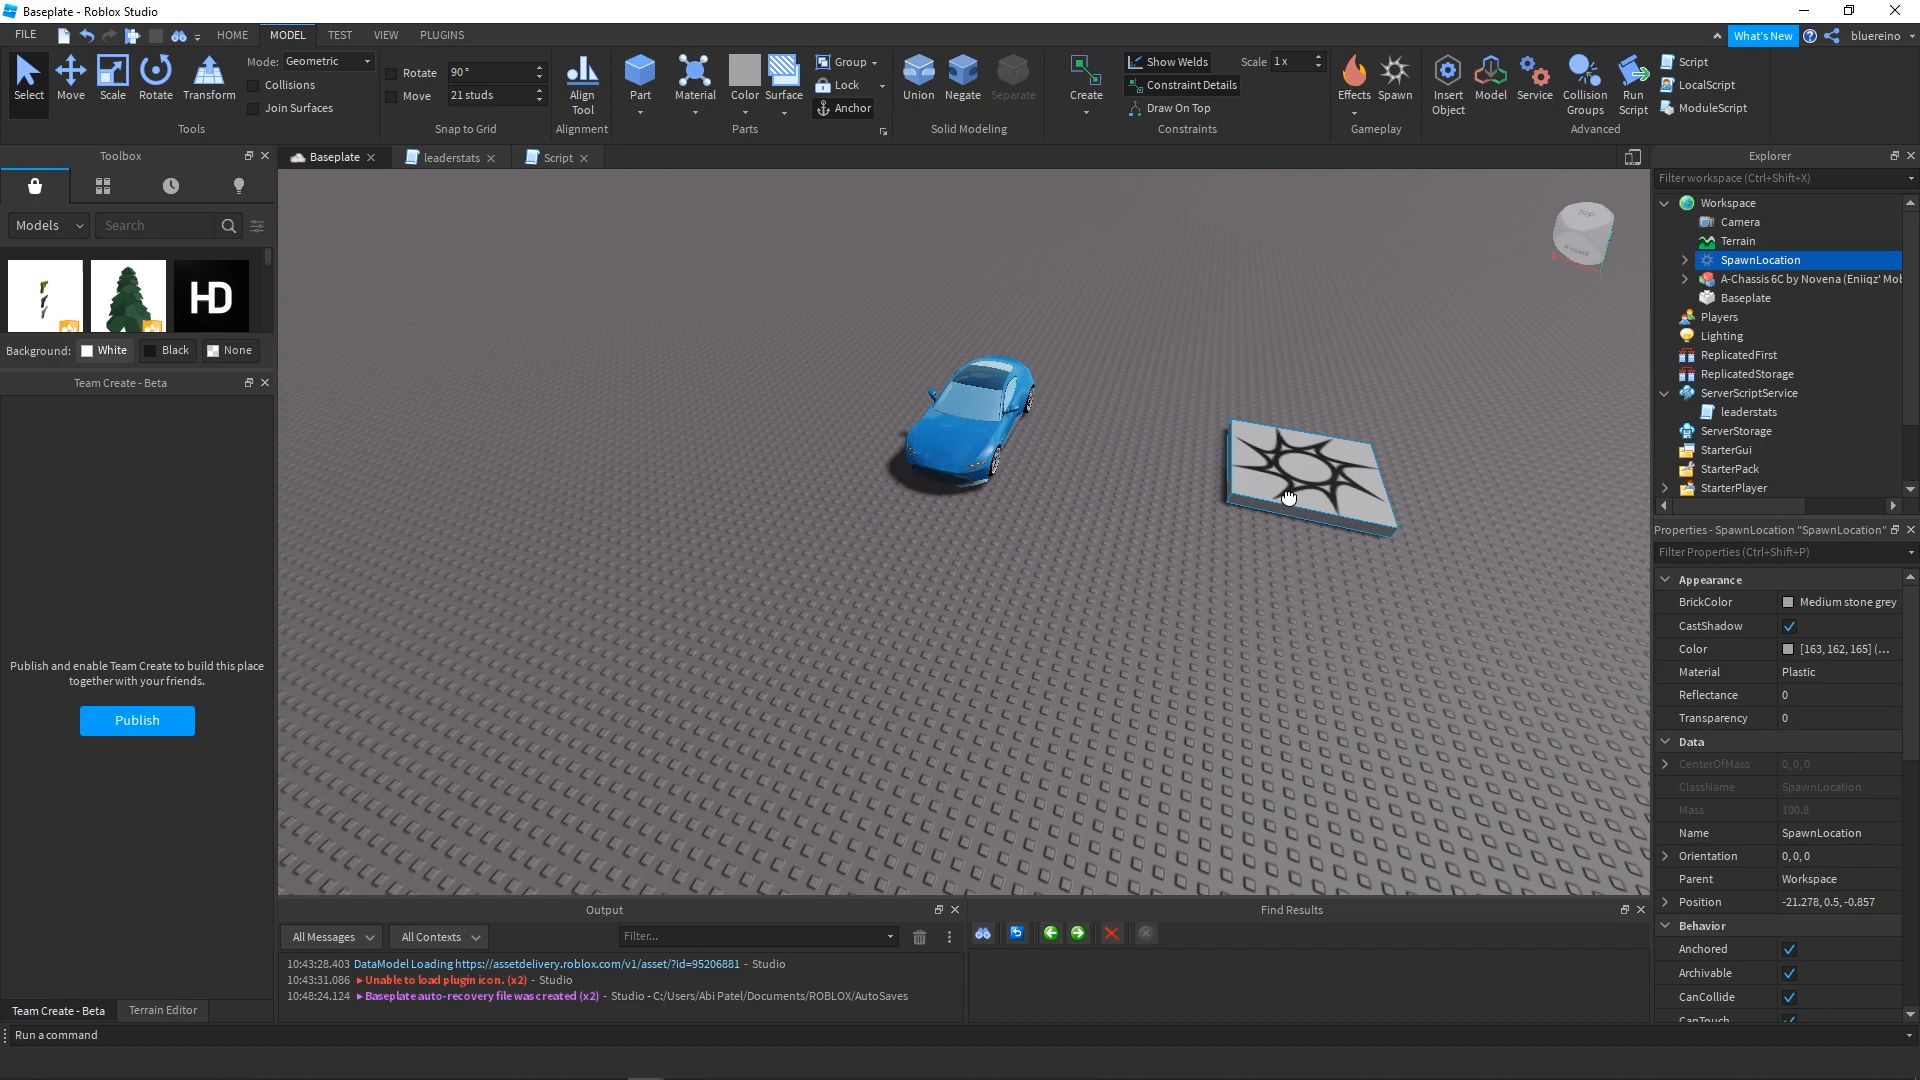 Baseplate - Roblox Studio
FILE HOME MODEL TEST VIEW PLUGINS What's New bluereino
Select Move Scale Rotate Transform Mode: Geometric Collisions Join Surfaces Tools
Rotate 90° Move 21 studs Snap to Grid
Align Tool Alignment
Part Material Color Surface Group Lock Anchor Parts
Union Negate Separate Solid Modeling
Create Show Welds Scale 1 x Constraint Details Draw On Top Constraints
Effects Spawn Gameplay
Insert Object Model Service Collision Groups Run Script Script LocalScript ModuleScript Advanced
Toolbox
Models Search
HD
Background: White Black None
Team Create - Beta
Publish and enable Team Create to build this place together with your friends.
Publish
Team Create - Beta Terrain Editor
Baseplate leaderstats Script
Top
Output
All Messages All Contexts Filter...
10:43:28.403 DataModel Loading https://assetdelivery.roblox.com/v1/asset/?id=95206881 - Studio
10:43:31.086 Unable to load plugin icon. (x2) - Studio
10:48:24.124 Baseplate auto-recovery file was created (x2) - Studio - C:/Users/Abi Patel/Documents/ROBLOX/AutoSaves
Find Results
Explorer
Filter workspace (Ctrl+Shift+X)
Workspace
Camera
Terrain
SpawnLocation
A-Chassis 6C by Novena (Eniiqz' Mob
Baseplate
Players
Lighting
ReplicatedFirst
ReplicatedStorage
ServerScriptService
leaderstats
ServerStorage
StarterGui
StarterPack
StarterPlayer
Properties - SpawnLocation "SpawnLocation"
Filter Properties (Ctrl+Shift+P)
Appearance
BrickColor Medium stone grey
CastShadow
Color [163, 162, 165] (...
Material Plastic
Reflectance 0
Transparency 0
Data
CenterOfMass 0, 0, 0
ClassName SpawnLocation
Mass 100.8
Name SpawnLocation
Orientation 0, 0, 0
Parent Workspace
Position -21.278, 0.5, -0.857
Behavior
Anchored
Archivable
CanCollide
CanTouch
Run a command